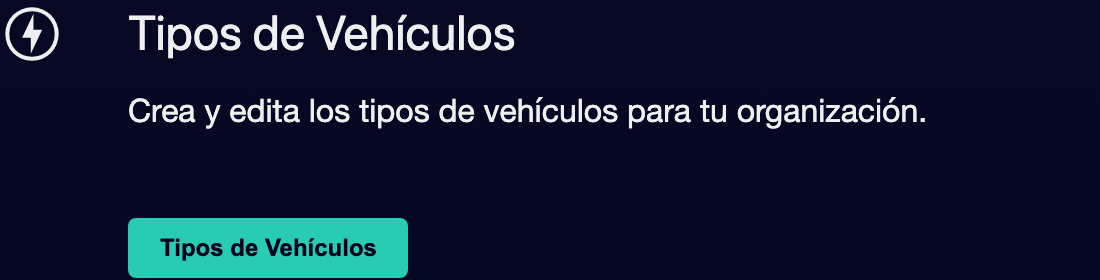 Tipos de Vehículos
Crea y edita los tipos de vehículos para tu organización.
Tipos de Vehículos